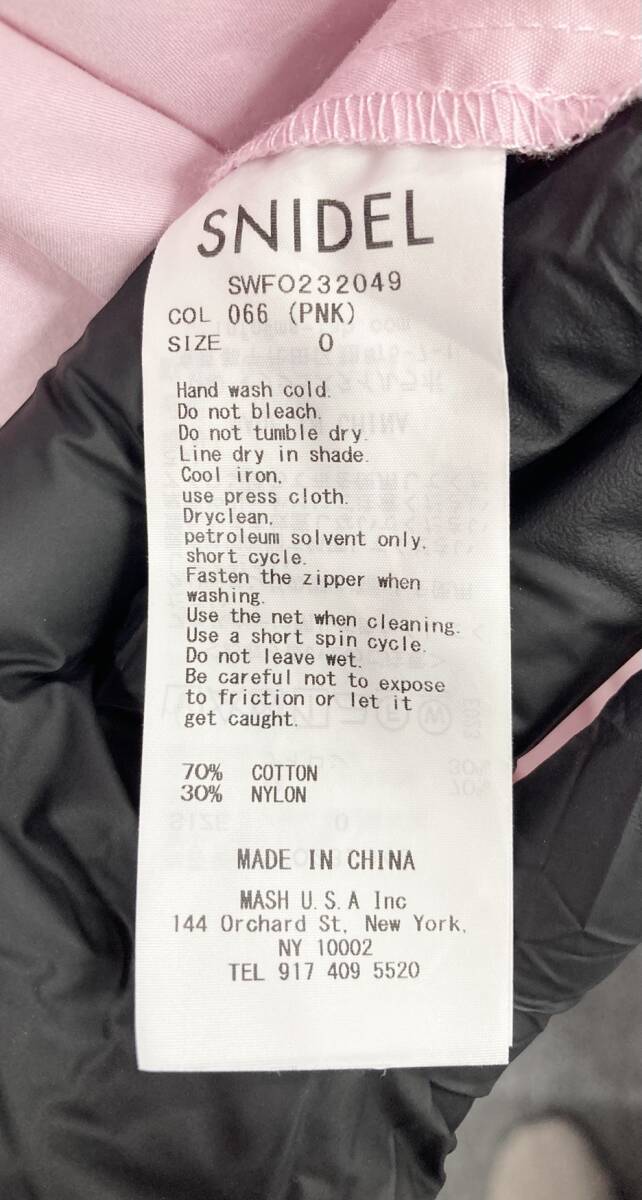 SNIDEL
SWFO232049
COL 066 (PNK)
SIZE 0
Hand wash cold.
Do not bleach.
Do not tumble dry.
Line dry in shade.
Cool iron,
use press cloth.
Dryclean,
petroleum solvent only,
short cycle.
Fasten the zipper when
washing.
Use the net when cleaning.
Use a short spin cycle.
Do not leave wet.
Be careful not to expose
to friction or let it
get caught.
70% COTTON
30% NYLON
MADE IN CHINA
MASH U.S.A Inc
144 Orchard St, New York,
NY 10002
TEL 917 409 5520